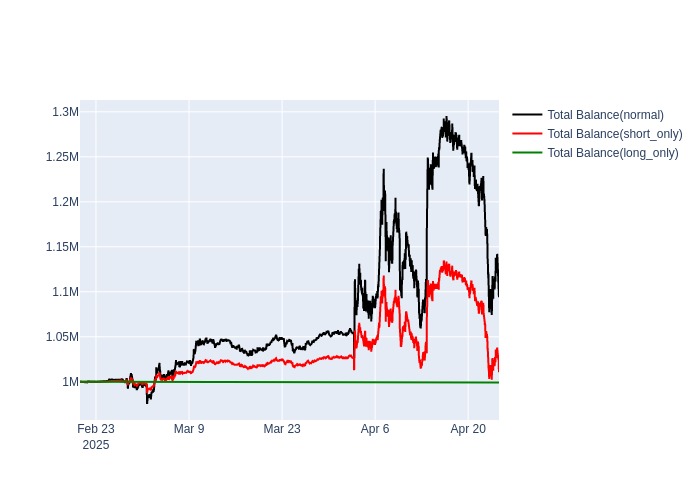 1.3M
1.25M
1.2M
1.15M
1.1M
1.05M
1M
Feb 23
2025
Mar 9
Mar 23
Apr 6
Apr 20
Total Balance(normal)
Total Balance(short_only)
Total Balance(long_only)